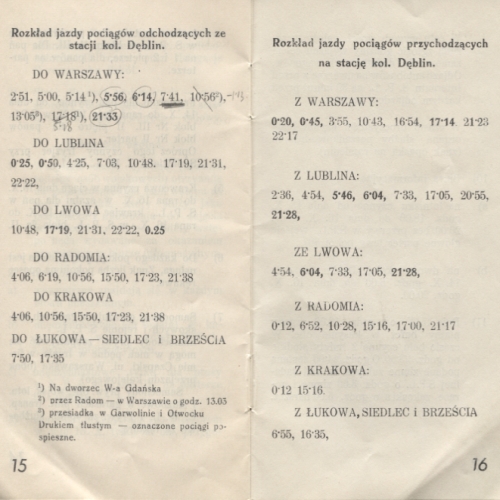 Rozkład jazdy pociągów odchodzących ze
stacji kol. Dęblin.
DO WARSZAWY:
2·51, 5·00, 5·14¹), 5·56, 6·14, 7·41, 10·56²),
13·05³), 17·18³), 21·33
5·18
DO LUBLINA
0·25, 0·50, 4·25, 7·03, 10·48. 17·19, 21·31,
22·22,
DO LWOWA
10·48, 17·19, 21·31, 22·22, 0.25
DO RADOMIA:
4·06, 6·19, 10·56, 15·50, 17·23, 21·38
DO KRAKOWA
4·06, 10·56, 15·50, 17·23, 21·38
DO ŁUKOWA — SIEDLEC i BRZEŚCIA
7·50, 17·35
¹) Na dworzec W-a Gdańska
²) przez Radom — w Warszawie o godz. 13.03
³) przesiadka w Garwolinie i Otwocku
Drukiem tłustym — oznaczone pociągi po-
spieszne.
15
Rozkład jazdy pociągów przychodzących
na stację kol. Dęblin.
Z WARSZAWY:
0·20, 0·45, 3·55, 10·43, 16·54, 17·14. 21·23
22·17
Z LUBLINA:
2·36, 4·54, 5·46, 6·04, 7·33, 17·05, 20·55,
21·28,
ZE LWOWA:
4·54, 6·04, 7·33, 17·05, 21·28,
Z RADOMIA:
0·12, 6·52, 10·28, 15·16, 17·00, 21·17
Z KRAKOWA:
0·12 15·16.
Z ŁUKOWA, SIEDLEC i BRZEŚCIA
6·55, 16·35,
16